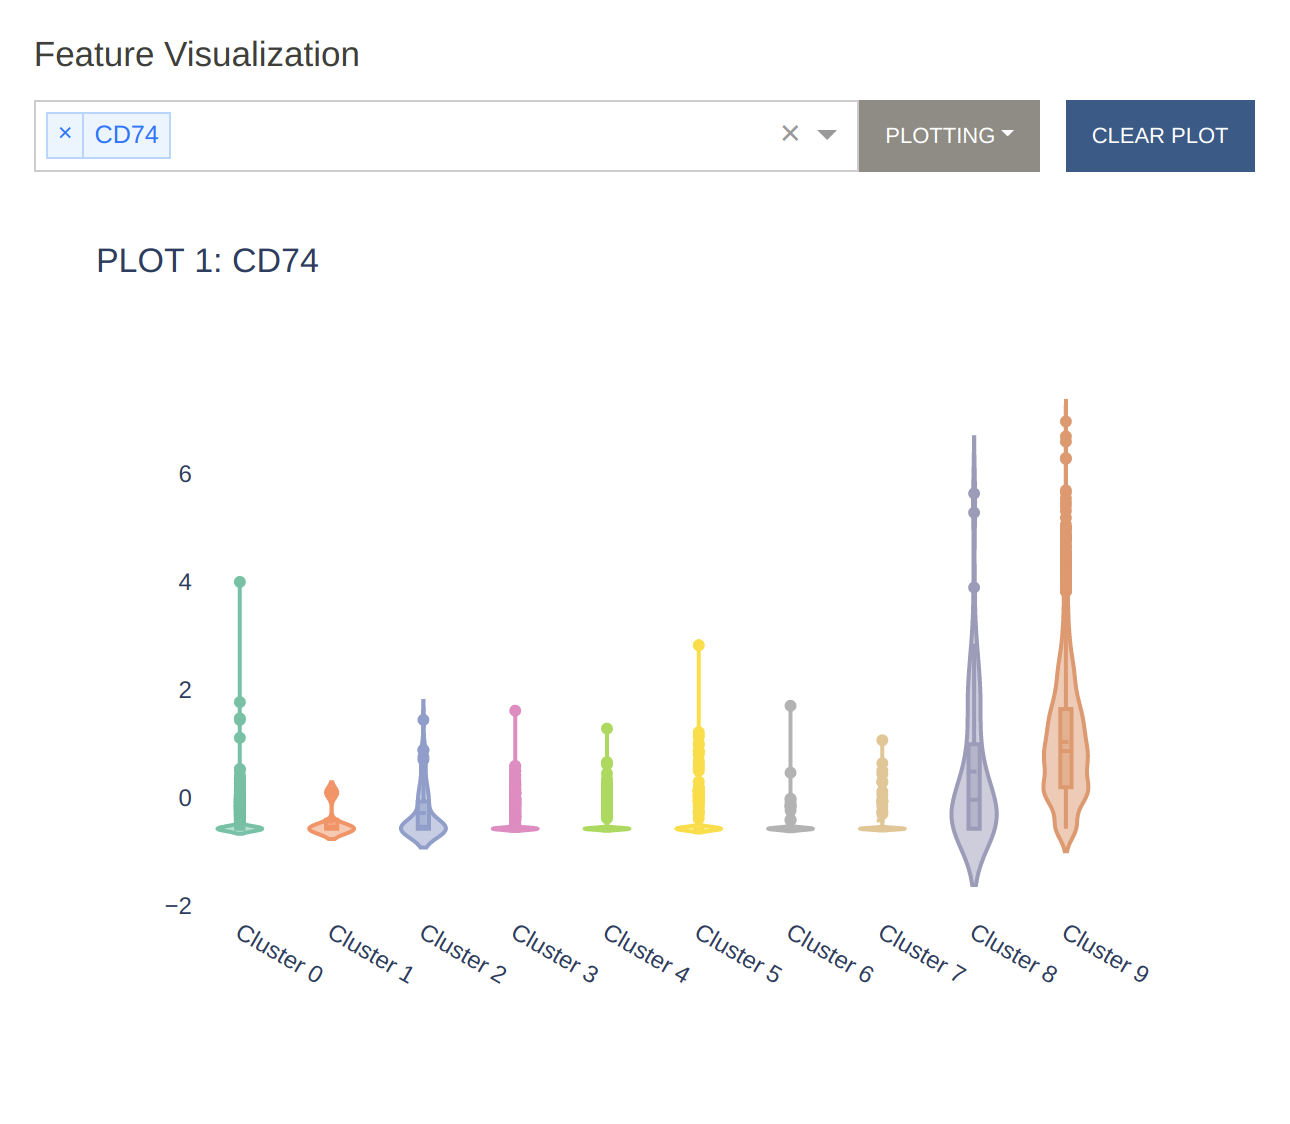 Feature Visualization
× CD74 × PLOTTING CLEAR PLOT
PLOT 1: CD74
6
4
2
0
−2
Cluster 0 Cluster 1 Cluster 2 Cluster 3 Cluster 4 Cluster 5 Cluster 6 Cluster 7 Cluster 8 Cluster 9